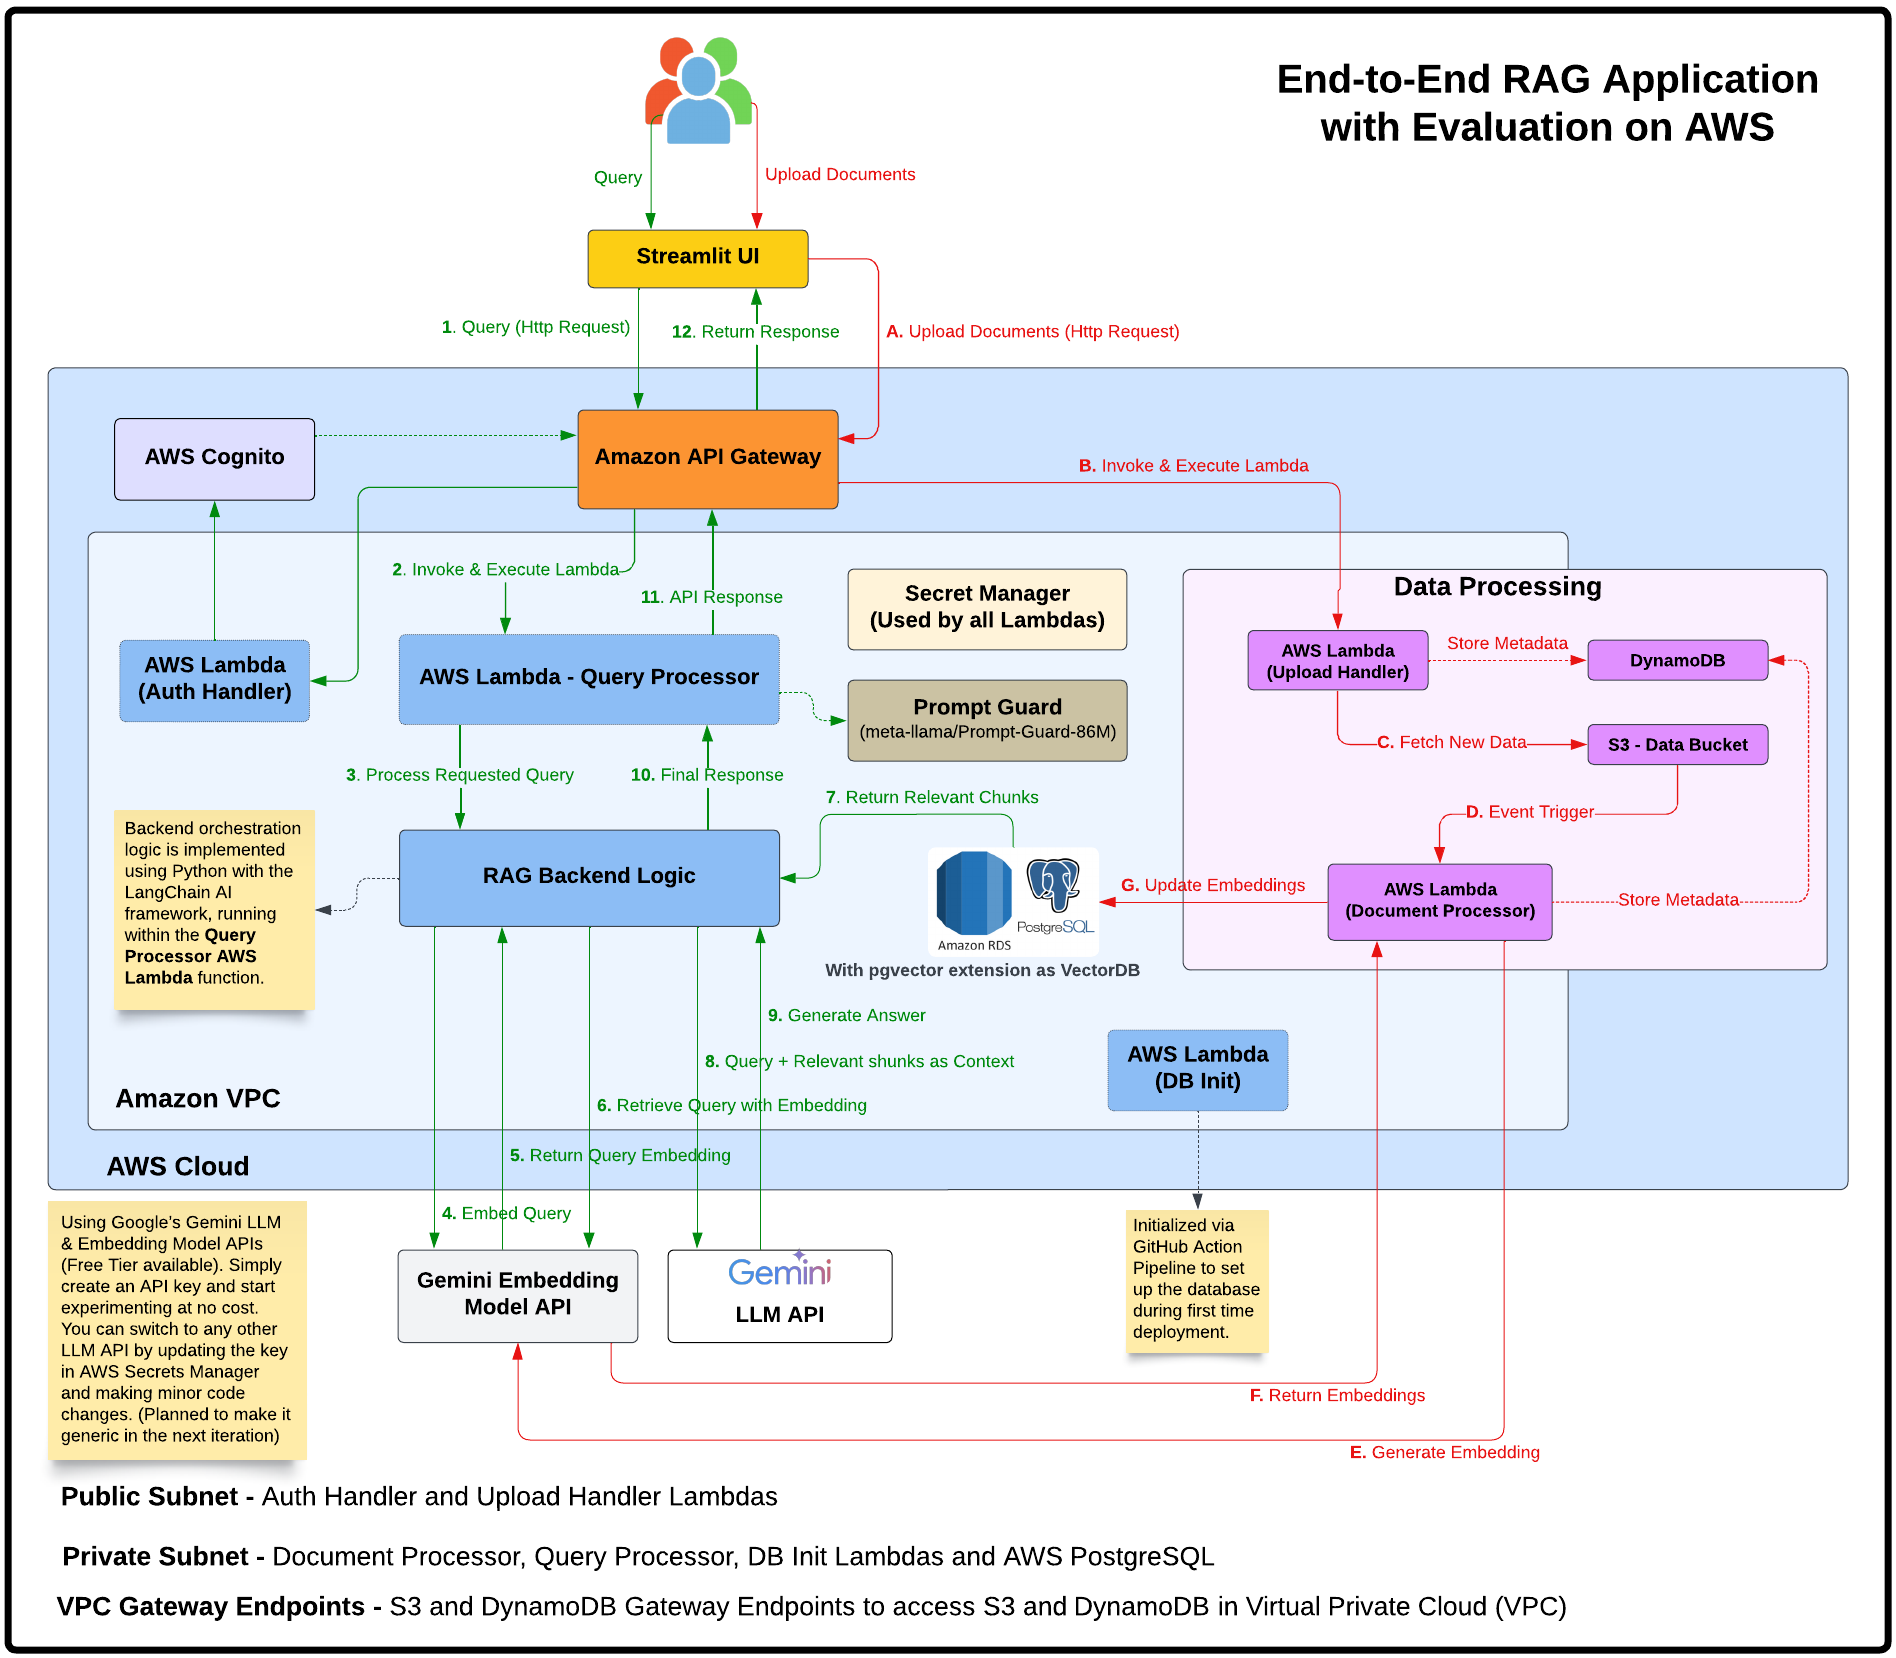 End-to-End RAG Application
with Evaluation on AWS
Query
Upload Documents
Streamlit UI
1. Query (Http Request)
12. Return Response
A. Upload Documents (Http Request)
AWS Cognito
Amazon API Gateway
B. Invoke & Execute Lambda
2. Invoke & Execute Lambda
11. API Response
Secret Manager
(Used by all Lambdas)
Data Processing
AWS Lambda
(Auth Handler)
AWS Lambda - Query Processor
AWS Lambda
(Upload Handler)
Store Metadata
DynamoDB
Prompt Guard
(meta-llama/Prompt-Guard-86M)
C. Fetch New Data
S3 - Data Bucket
3. Process Requested Query
10. Final Response
7. Return Relevant Chunks
D. Event Trigger
Backend orchestration
logic is implemented
using Python with the
LangChain AI
framework, running
within the Query
Processor AWS
Lambda function.
RAG Backend Logic
Amazon RDS
PostgreSQL
With pgvector extension as VectorDB
G. Update Embeddings
AWS Lambda
(Document Processor)
Store Metadata
9. Generate Answer
8. Query + Relevant shunks as Context
6. Retrieve Query with Embedding
AWS Lambda
(DB Init)
Amazon VPC
5. Return Query Embedding
AWS Cloud
4. Embed Query
Using Google's Gemini LLM
& Embedding Model APIs
(Free Tier available). Simply
create an API key and start
experimenting at no cost.
You can switch to any other
LLM API by updating the key
in AWS Secrets Manager
and making minor code
changes. (Planned to make it
generic in the next iteration)
Gemini Embedding
Model API
Gemini
LLM API
Initialized via
GitHub Action
Pipeline to set
up the database
during first time
deployment.
F. Return Embeddings
E. Generate Embedding
Public Subnet - Auth Handler and Upload Handler Lambdas
Private Subnet - Document Processor, Query Processor, DB Init Lambdas and AWS PostgreSQL
VPC Gateway Endpoints - S3 and DynamoDB Gateway Endpoints to access S3 and DynamoDB in Virtual Private Cloud (VPC)